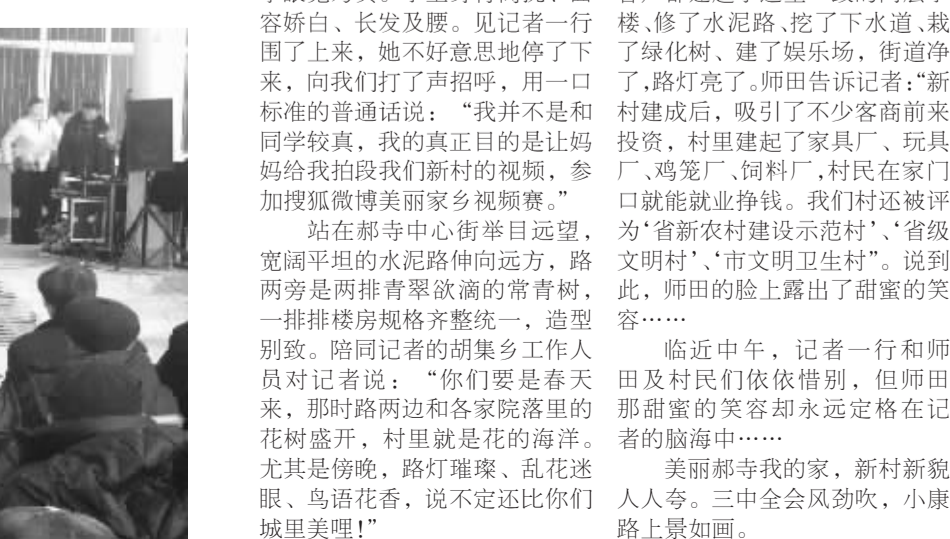 容娇白、长发及腰。见记者一行
围了上来，她不好意思地停了下
来，向我们打了声招呼，用一口
标准的普通话说：“我并不是和
同学较真，我的真正目的是让妈
妈给我拍段我们新村的视频，参
加搜狐微博美丽家乡视频赛。”
站在郝寺中心街举目远望，
宽阔平坦的水泥路伸向远方，路
两旁是两排青翠欲滴的常青树，
一排排楼房规格齐整统一，造型
别致。陪同记者的胡集乡工作人
员对记者说：“你们要是春天
来，那时路两边和各家院落里的
花树盛开，村里就是花的海洋。
尤其是傍晚，路灯璀璨、乱花迷
眼、鸟语花香，说不定还比你们
城里美哩！”
楼、修了水泥路、挖了下水道、栽
了绿化树、建了娱乐场，街道净
了，路灯亮了。师田告诉记者：“新
村建成后，吸引了不少客商前来
投资，村里建起了家具厂、玩具
厂、鸡笼厂、饲料厂，村民在家门
口就能就业挣钱。我们村还被评
为‘省新农村建设示范村’、‘省级
文明村’、‘市文明卫生村”。说到
此，师田的脸上露出了甜蜜的笑
容……
临近中午，记者一行和师
田及村民们依依惜别，但师田
那甜蜜的笑容却永远定格在记
者的脑海中……
美丽郝寺我的家，新村新貌
人人夸。三中全会风劲吹，小康
路上景如画。